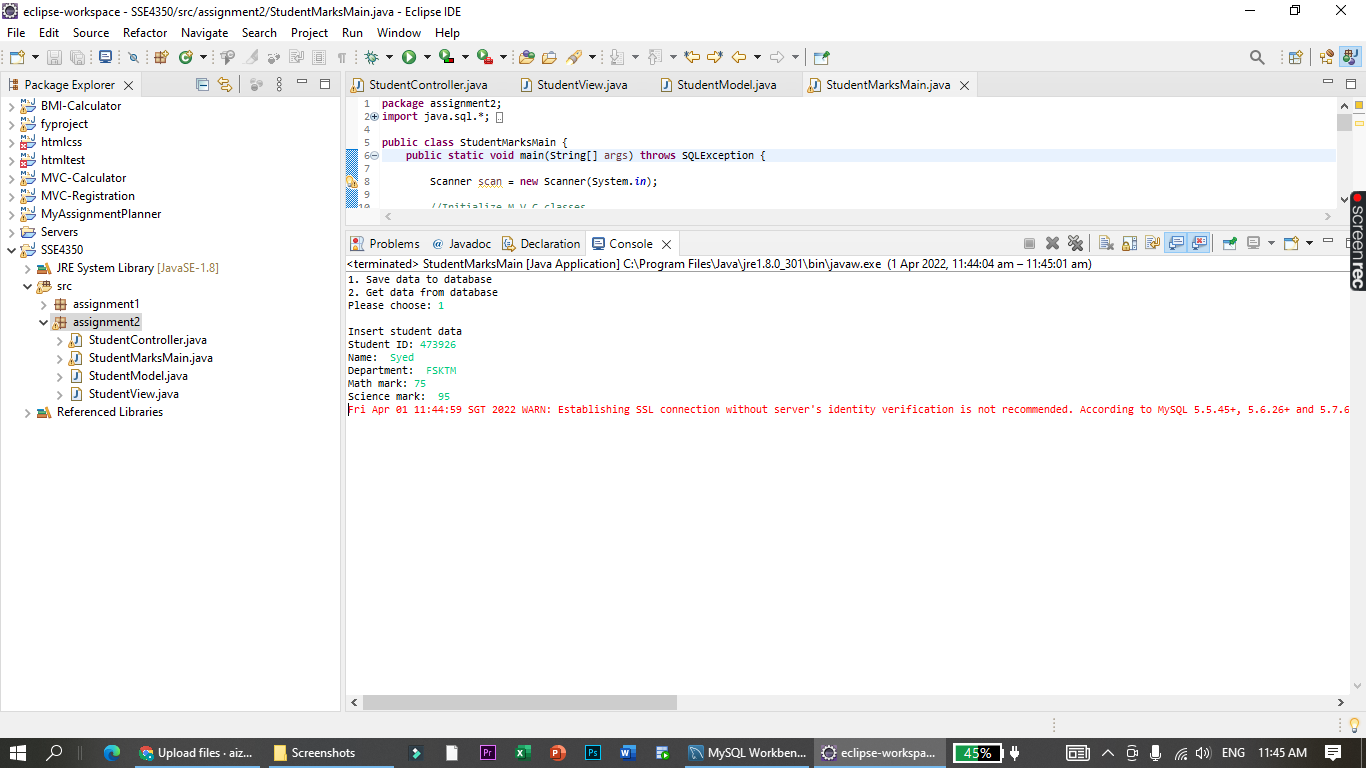 eclipse-workspace - SSE4350/src/assignment2/StudentMarksMain.java - Eclipse IDE
File Edit Source Refactor Navigate Search Project Run Window Help
Package Explorer
BMI-Calculator
fyproject
htmlcss
htmltest
MVC-Calculator
MVC-Registration
MyAssignmentPlanner
Servers
SSE4350
JRE System Library [JavaSE-1.8]
src
assignment1
assignment2
StudentController.java
StudentMarksMain.java
StudentModel.java
StudentView.java
Referenced Libraries
StudentController.java StudentView.java StudentModel.java StudentMarksMain.java
1 package assignment2;
2 import java.sql.*;
4
5 public class StudentMarksMain {
6 public static void main(String[] args) throws SQLException {
7
8 Scanner scan = new Scanner(System.in);
9
10 //Initialize M,V,C classes
Problems @ Javadoc Declaration Console
<terminated> StudentMarksMain [Java Application] C:\Program Files\Java\jre1.8.0_301\bin\javaw.exe (1 Apr 2022, 11:44:04 am – 11:45:01 am)
1. Save data to database
2. Get data from database
Please choose: 1
Insert student data
Student ID: 473926
Name: Syed
Department: FSKTM
Math mark: 75
Science mark: 95
Fri Apr 01 11:44:59 SGT 2022 WARN: Establishing SSL connection without server's identity verification is not recommended. According to MySQL 5.5.45+, 5.6.26+ and 5.7.6
screenrec
Upload files · aiz... Screenshots MySQL Workben... eclipse-workspa... 45% ENG 11:45 AM